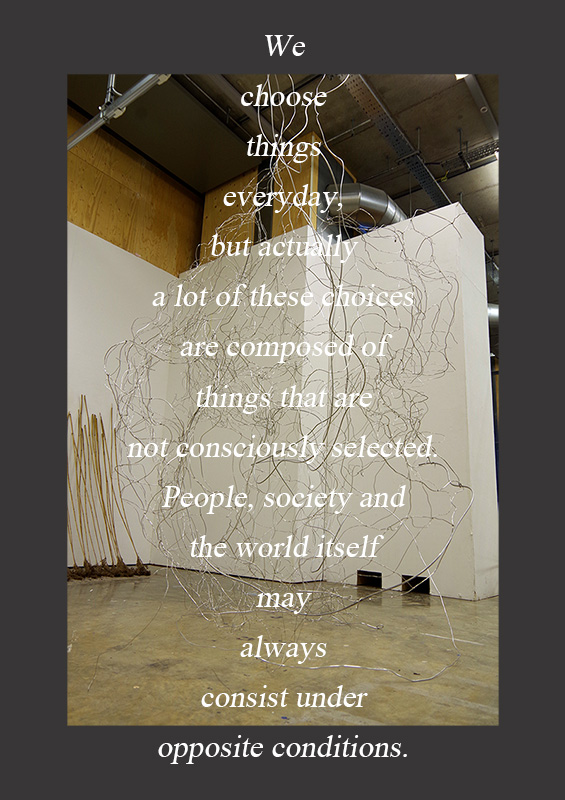 We
choose
things
everyday,
but actually
a lot of these choices
are composed of
things that are
not consciously selected.
People, society and
the world itself
may
always
consist under
opposite conditions.